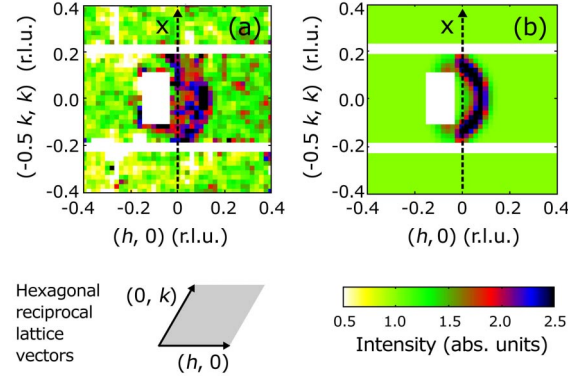 x (a)
x (b)
(-0.5 k, k) (r.l.u.)
0.4
0.2
0.0
-0.2
-0.4
-0.4 -0.2 0 0.2 0.4
(h, 0) (r.l.u.)
(-0.5 k, k) (r.l.u.)
0.4
0.2
0.0
-0.2
-0.4
-0.4 -0.2 0 0.2 0.4
(h, 0) (r.l.u.)
Hexagonal
reciprocal
lattice
vectors
(0, k)
(h, 0)
0.5 1.0 1.5 2.0 2.5
Intensity (abs. units)